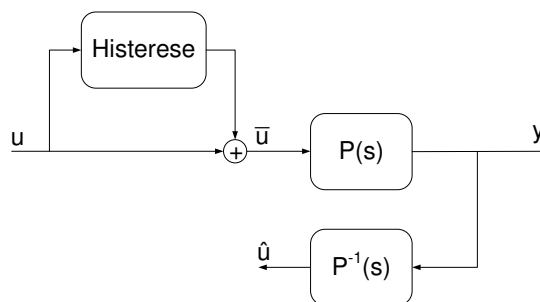 Histerese
u
+
u̅
P(s)
y
û
P⁻¹(s)